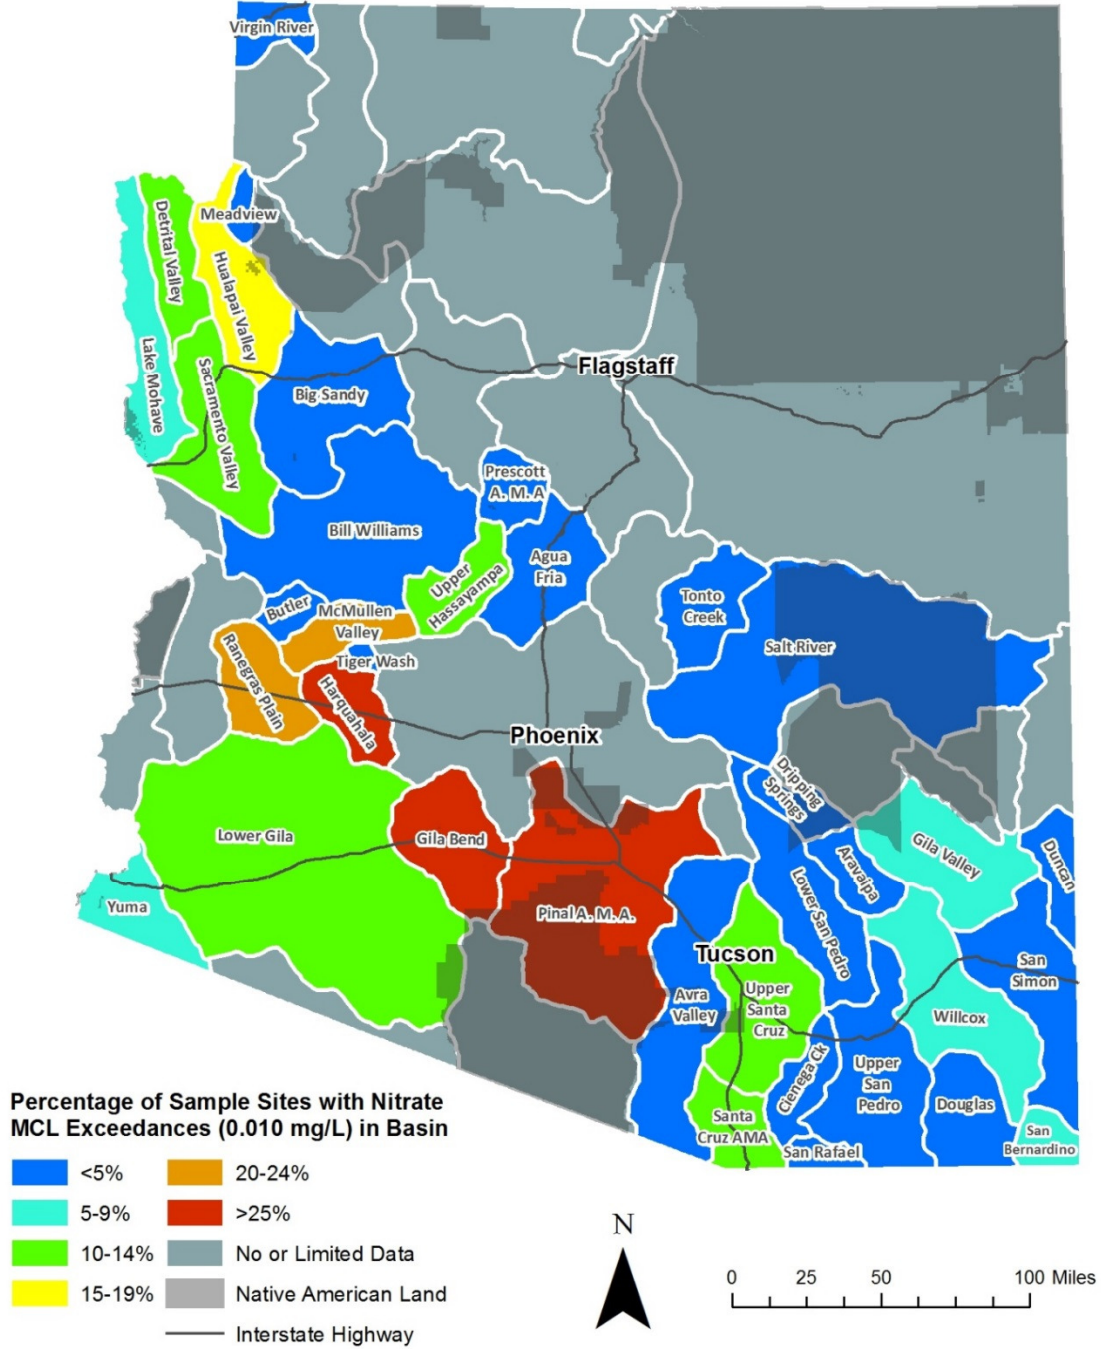 Virgin River
Meadview
Detrital Valley
Hualapai Valley
Lake Mohave
Sacramento Valley
Flagstaff
Big Sandy
Prescott
A. M. A
Bill Williams
Agua
Fria
Upper
Hassayampa
Butler
McMullen
Valley
Tiger Wash
Ranegras Plain
Harquahala
Tonto
Creek
Salt River
Phoenix
Dripping
Springs
Lower Gila
Gila Bend
Pinal A. M. A.
Yuma
Gila Valley
Aravaipa
Duncan
Lower San Pedro
Tucson
San
Simon
Avra
Valley
Upper
Santa
Cruz
Willcox
Cienega Ck
Upper
San
Pedro
Douglas
Santa
Cruz AMA
San Rafael
San
Bernardino
Percentage of Sample Sites with Nitrate
MCL Exceedances (0.010 mg/L) in Basin
<5%
20-24%
5-9%
>25%
10-14%
No or Limited Data
15-19%
Native American Land
Interstate Highway
N
0 25 50 100 Miles